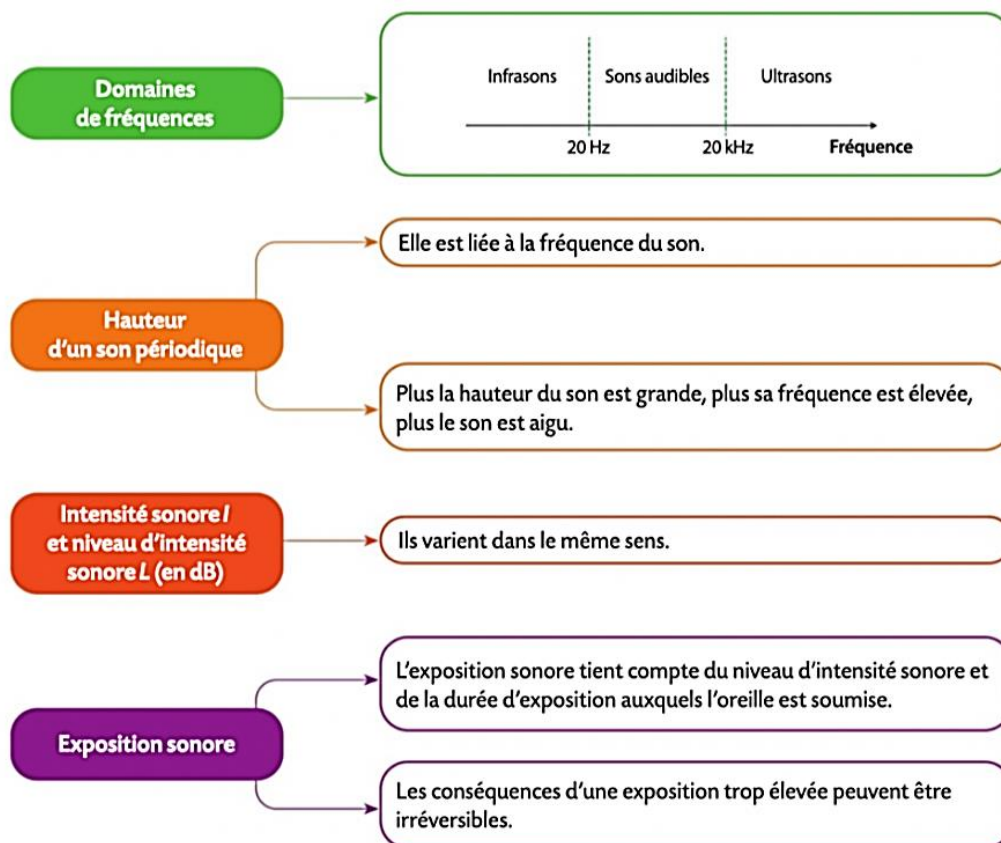 Domaines
de fréquences
Infrasons
Sons audibles
Ultrasons
20 Hz
20 kHz
Fréquence
Hauteur
d'un son périodique
Elle est liée à la fréquence du son.
Plus la hauteur du son est grande, plus sa fréquence est élevée,
plus le son est aigu.
Intensité sonore I
et niveau d'intensité
sonore L (en dB)
Ils varient dans le même sens.
Exposition sonore
L'exposition sonore tient compte du niveau d'intensité sonore et
de la durée d'exposition auxquels l'oreille est soumise.
Les conséquences d'une exposition trop élevée peuvent être
irréversibles.